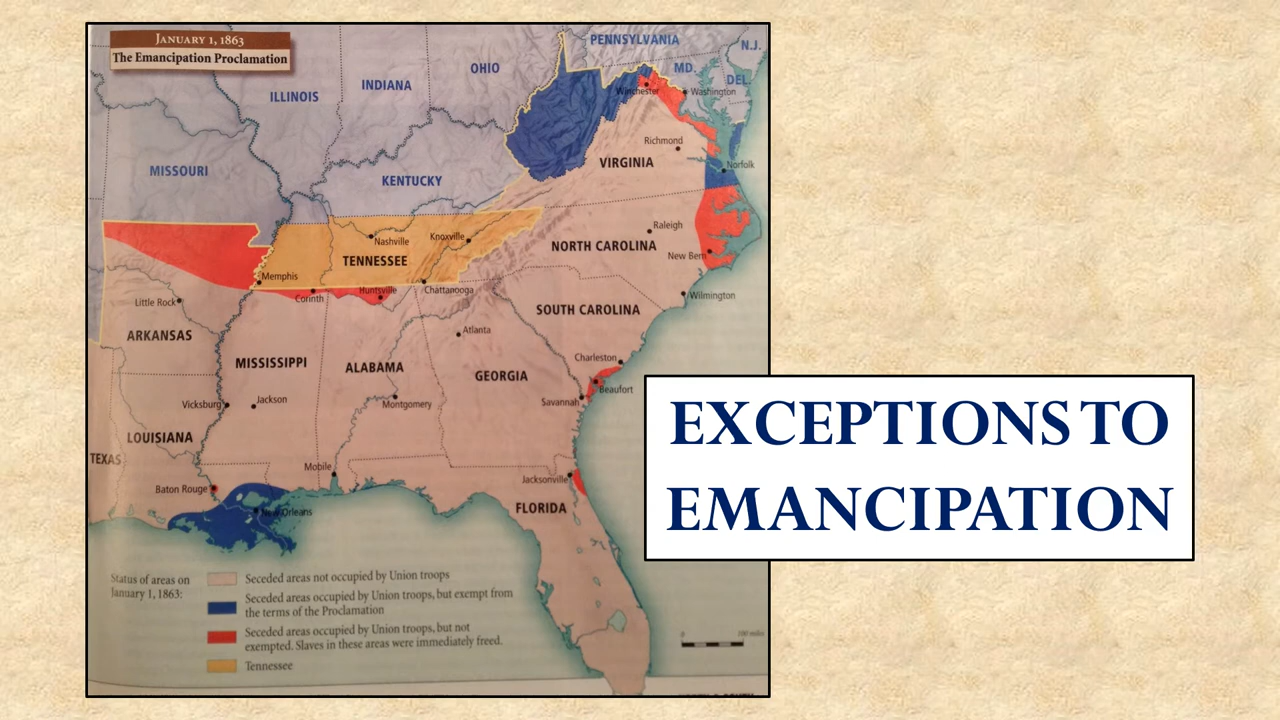 JANUARY 1, 1863
The Emancipation Proclamation
PENNSYLVANIA
N.J.
OHIO
MD.
DEL.
INDIANA
ILLINOIS
Winchester
Washington
Richmond
VIRGINIA
Norfolk
MISSOURI
KENTUCKY
Raleigh
Nashville
Knoxville
NORTH CAROLINA
New Bern
TENNESSEE
Memphis
Chattanooga
Huntsville
Corinth
Wilmington
Little Rock
SOUTH CAROLINA
ARKANSAS
Atlanta
Charleston
MISSISSIPPI
ALABAMA
GEORGIA
Beaufort
Savannah
Vicksburg
Jackson
Montgomery
LOUISIANA
TEXAS
Mobile
Jacksonville
Baton Rouge
New Orleans
FLORIDA
EXCEPTIONS TO
EMANCIPATION
Status of areas on
January 1, 1863:
Seceded areas not occupied by Union troops
Seceded areas occupied by Union troops, but exempt from
the terms of the Proclamation
Seceded areas occupied by Union troops, but not
exempted. Slaves in these areas were immediately freed.
Tennessee
0
100 miles